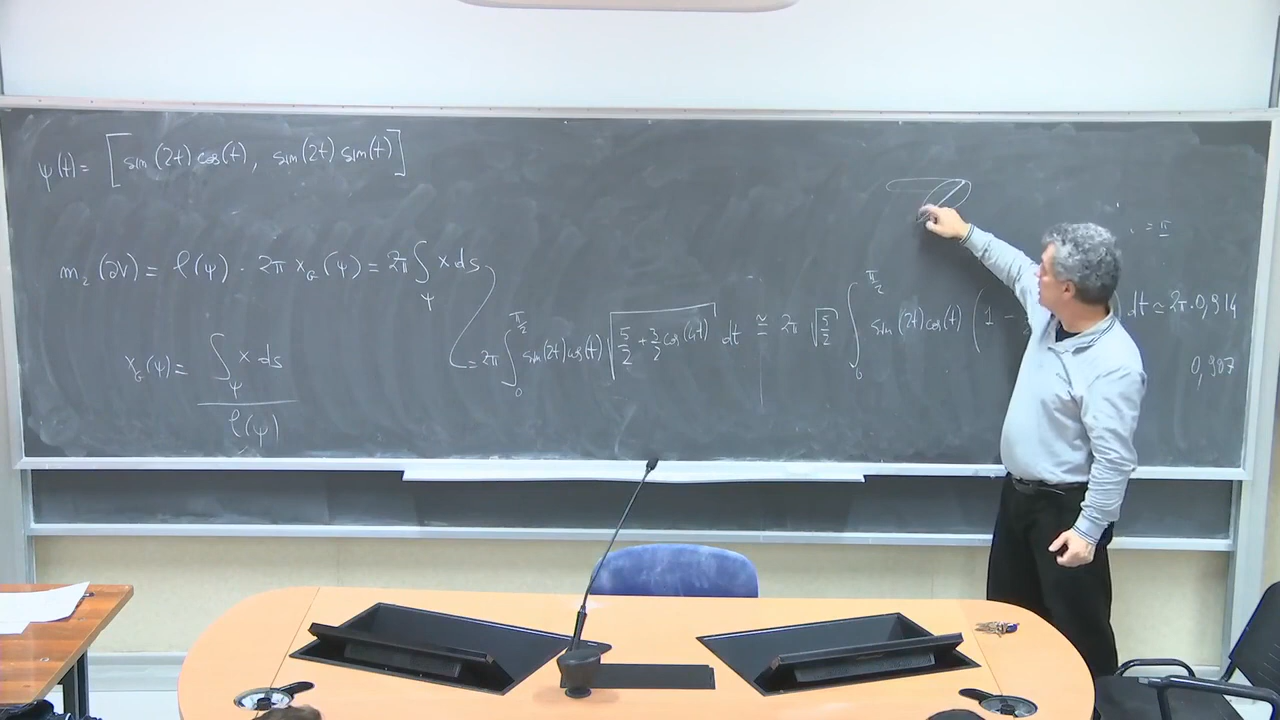 ψ(t) = [ sin(2t) cos(t), sin(2t) sin(t) ]
m₂(∂V) = ℓ(ψ) · 2π x_G(ψ) = 2π ∫_ψ x ds
= 2π ∫_0^{π/2} sin(2t) cos(t) √(5/2 + 3/2 cos(4t)) dt ≅ 2π √(5/2) ∫_0^{π/2} sin(2t) cos(t) (1 - ) dt ≃ 2π · 0,914
x_G(ψ) = ∫_ψ x ds / ℓ(ψ)
= π
0,907